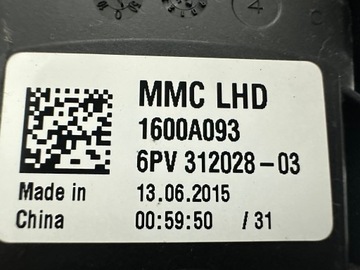 MMC LHD
1600A093
6PV 312028-03
Made in 13.06.2015
China 00:59:50 /31